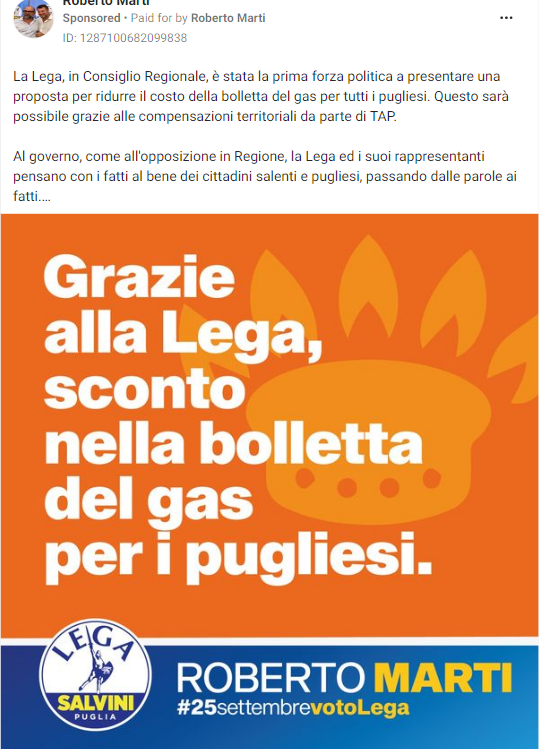 Roberto Marti
Sponsored • Paid for by Roberto Marti
ID: 1287100682099838
La Lega, in Consiglio Regionale, è stata la prima forza politica a presentare una
proposta per ridurre il costo della bolletta del gas per tutti i pugliesi. Questo sarà
possibile grazie alle compensazioni territoriali da parte di TAP.
Al governo, come all'opposizione in Regione, la Lega ed i suoi rappresentanti
pensano con i fatti al bene dei cittadini salenti e pugliesi, passando dalle parole ai
fatti....
Grazie
alla Lega,
sconto
nella bolletta
del gas
per i pugliesi.
LEGA
SALVINI
PUGLIA
ROBERTO MARTI
#25settembrevotoLega